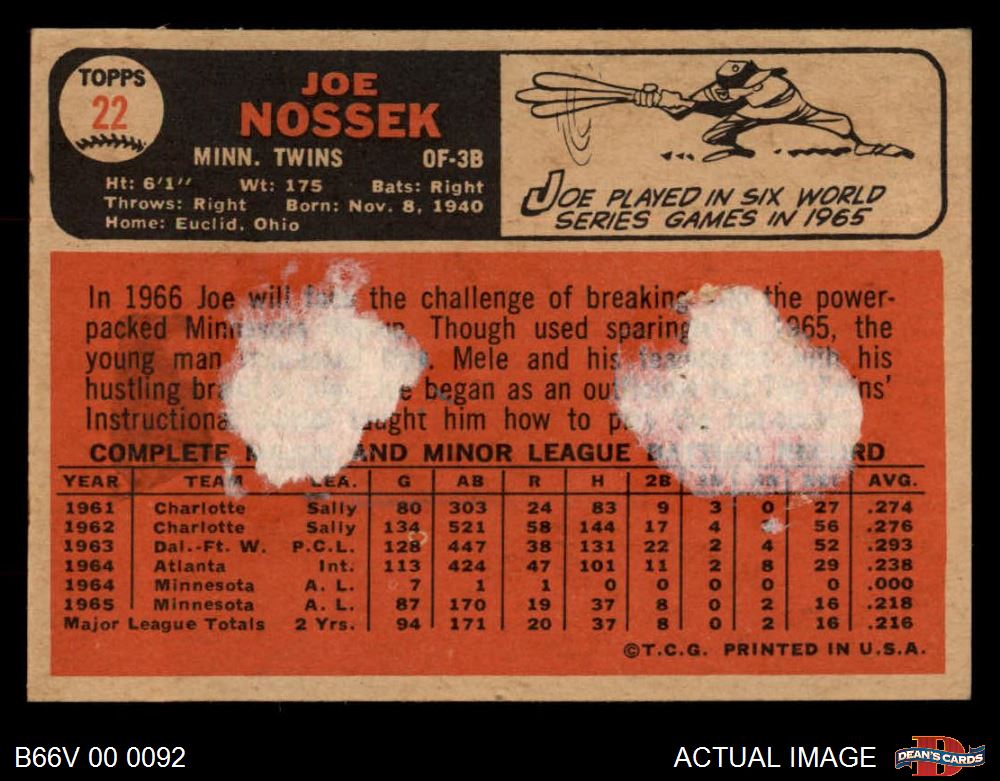 TOPPS
22
JOE
NOSSEK
MINN. TWINS OF-3B
Ht: 6'1" Wt: 175 Bats: Right
Throws: Right Born: Nov. 8, 1940
Home: Euclid, Ohio
JOE PLAYED IN SIX WORLD
SERIES GAMES IN 1965
In 1966 Joe will the challenge of breaking the power-
packed Though used 1965, the
young man Mele and his his
hustling began as an
him how to
COMPLETE AND MINOR LEAGUE
YEAR TEAM LEA. G AB R H 2B AVG.
1961 Charlotte Sally 80 303 24 83 9 3 0 27 .274
1962 Charlotte Sally 134 521 58 144 17 4 4 56 .276
1963 Dal.-Ft. W. P.C.L. 128 447 38 131 22 2 4 52 .293
1964 Atlanta Int. 113 424 47 101 11 2 8 29 .238
1964 Minnesota A. L. 7 1 1 0 0 0 0 0 .000
1965 Minnesota A. L. 87 170 19 37 8 0 2 16 .218
Major League Totals 2 Yrs. 94 171 20 37 8 0 2 16 .216
©T.C.G. PRINTED IN U.S.A.
B66V 00 0092 ACTUAL IMAGE DEAN'S CARDS